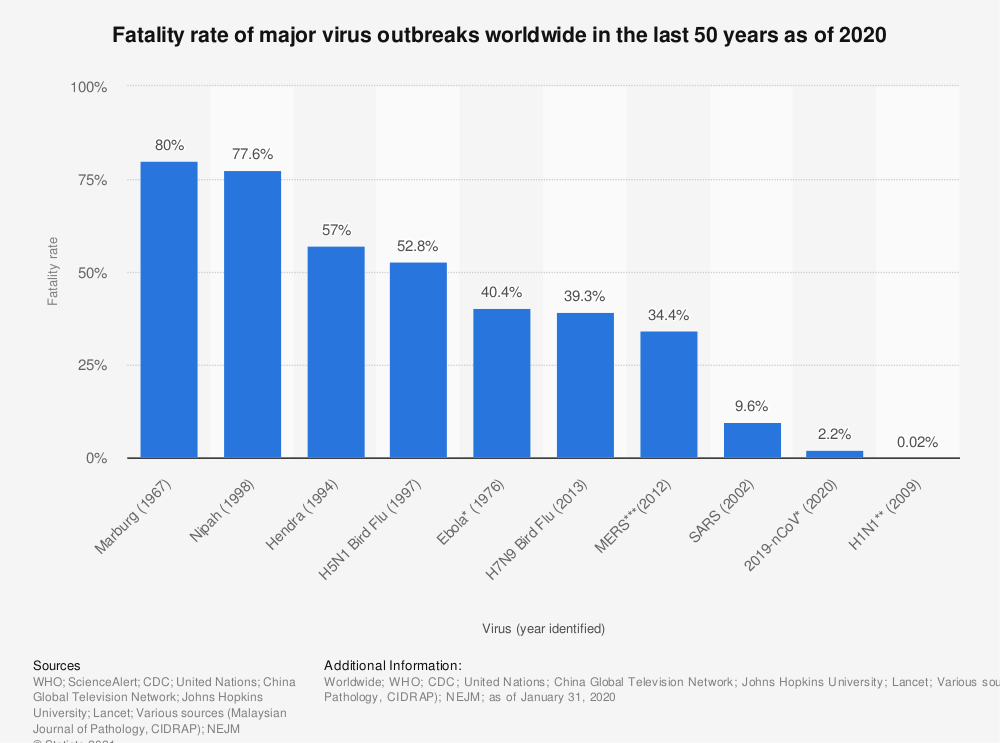 Fatality rate of major virus outbreaks worldwide in the last 50 years as of 2020
100%
75%
50%
25%
0%
Fatality rate
80%
77.6%
57%
52.8%
40.4%
39.3%
34.4%
9.6%
2.2%
0.02%
Marburg (1967)
Nipah (1998)
Hendra (1994)
H5N1 Bird Flu (1997)
Ebola* (1976)
H7N9 Bird Flu (2013)
MERS***(2012)
SARS (2002)
2019-nCoV* (2020)
H1N1** (2009)
Virus (year identified)
Sources
WHO; ScienceAlert; CDC; United Nations; China
Global Television Network; Johns Hopkins
University; Lancet; Various sources (Malaysian
Journal of Pathology, CIDRAP); NEJM
© Statista 2021
Additional Information:
Worldwide; WHO; CDC; United Nations; China Global Television Network; Johns Hopkins University; Lancet; Various
Pathology, CIDRAP); NEJM; as of January 31, 2020